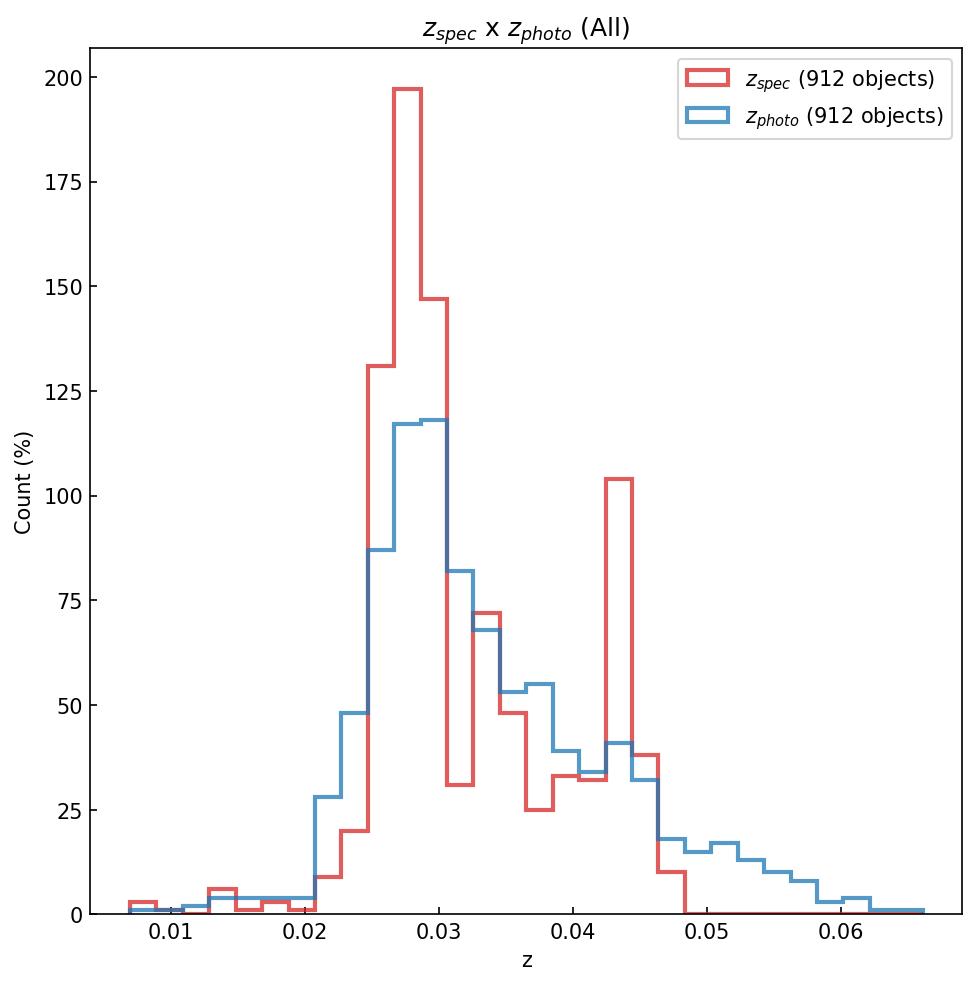 z_spec x z_photo (All)
z_spec (912 objects)
z_photo (912 objects)
Count (%)
200
175
150
125
100
75
50
25
0
0.01 0.02 0.03 0.04 0.05 0.06
z